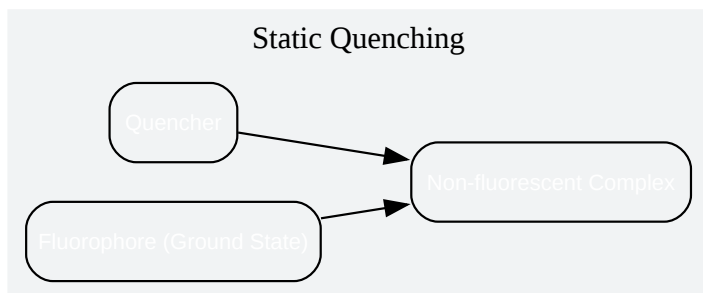 Static Quenching
Quencher
Non-fluorescent Complex
Fluorophore (Ground State)